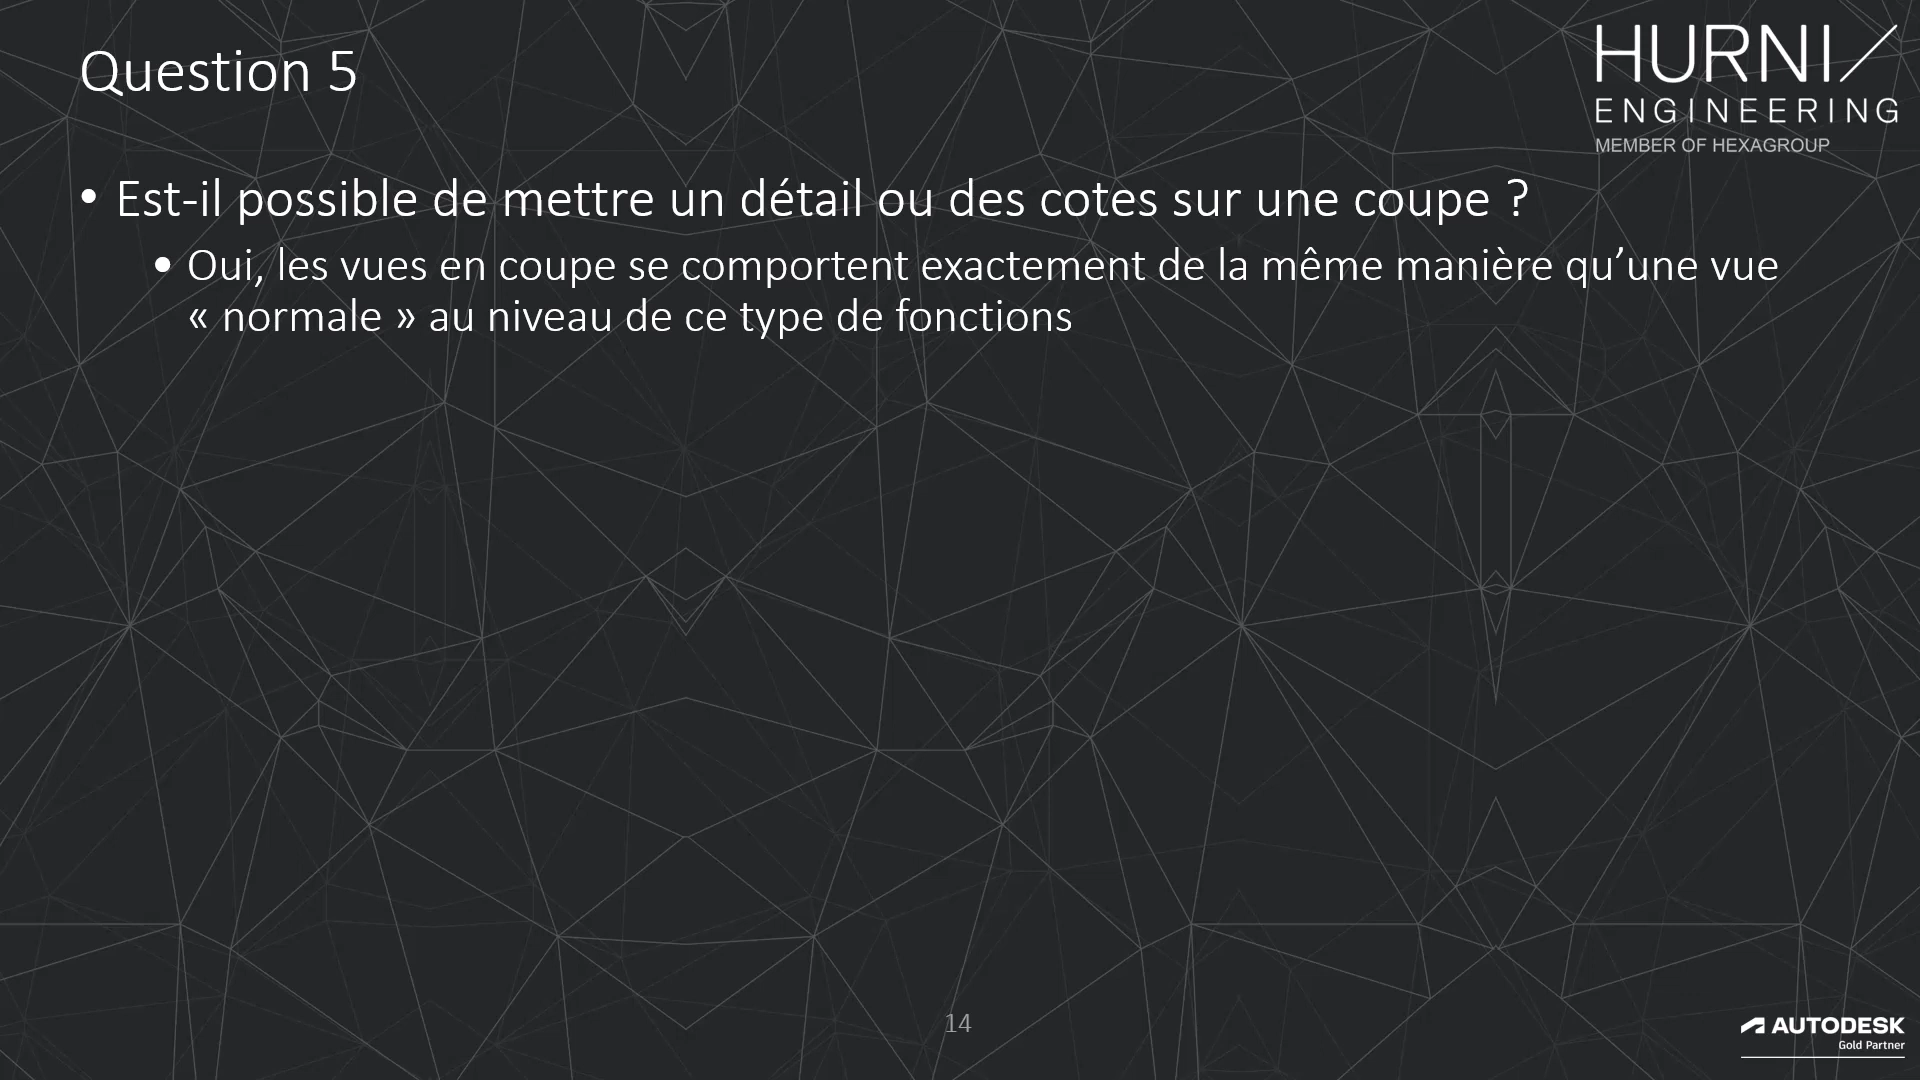 Question 5
HURNI
ENGINEERING
MEMBER OF HEXAGROUP
• Est-il possible de mettre un détail ou des cotes sur une coupe ?
• Oui, les vues en coupe se comportent exactement de la même manière qu’une vue
« normale » au niveau de ce type de fonctions
14
AUTODESK
Gold Partner